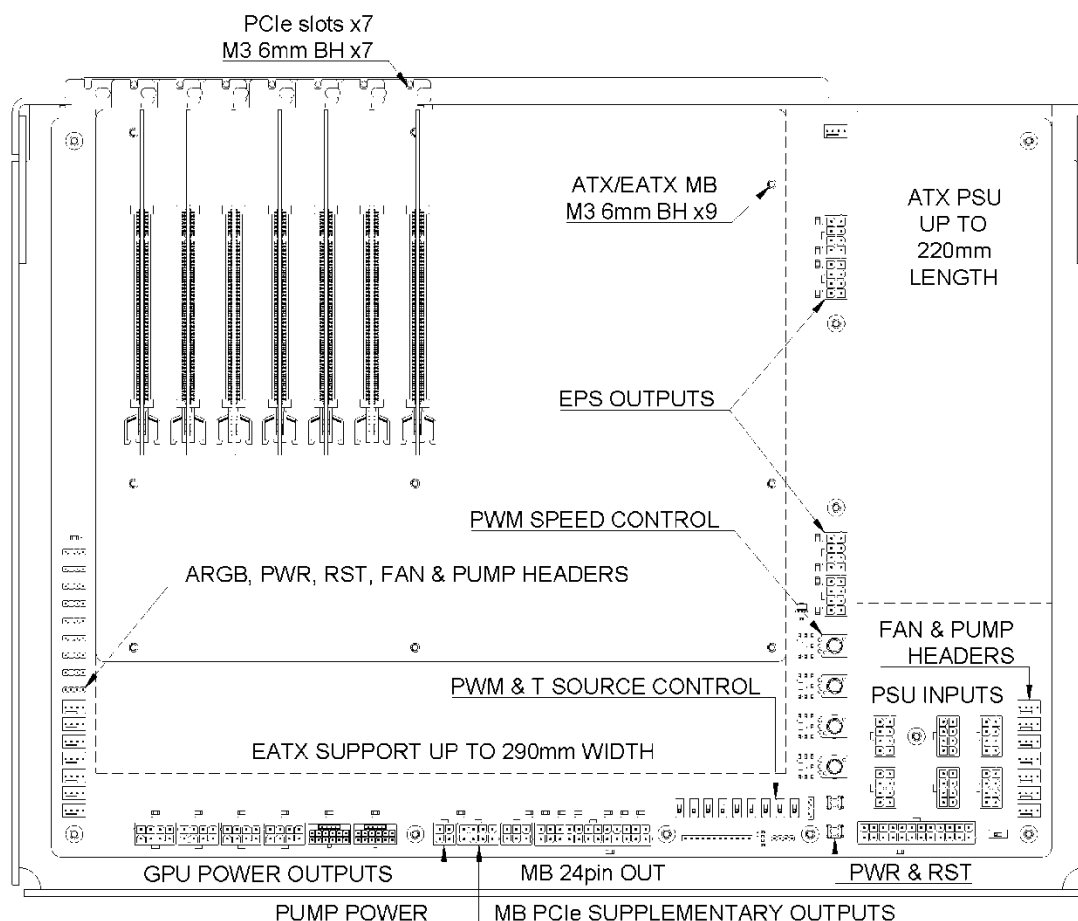 PCIe slots x7
M3 6mm BH x7
ATX/EATX MB
M3 6mm BH x9
ATX PSU
UP TO
220mm
LENGTH
EPS OUTPUTS
PWM SPEED CONTROL
ARGB, PWR, RST, FAN & PUMP HEADERS
FAN & PUMP
HEADERS
PWM & T SOURCE CONTROL
PSU INPUTS
EATX SUPPORT UP TO 290mm WIDTH
GPU POWER OUTPUTS
MB 24pin OUT
PWR & RST
PUMP POWER
MB PCIe SUPPLEMENTARY OUTPUTS